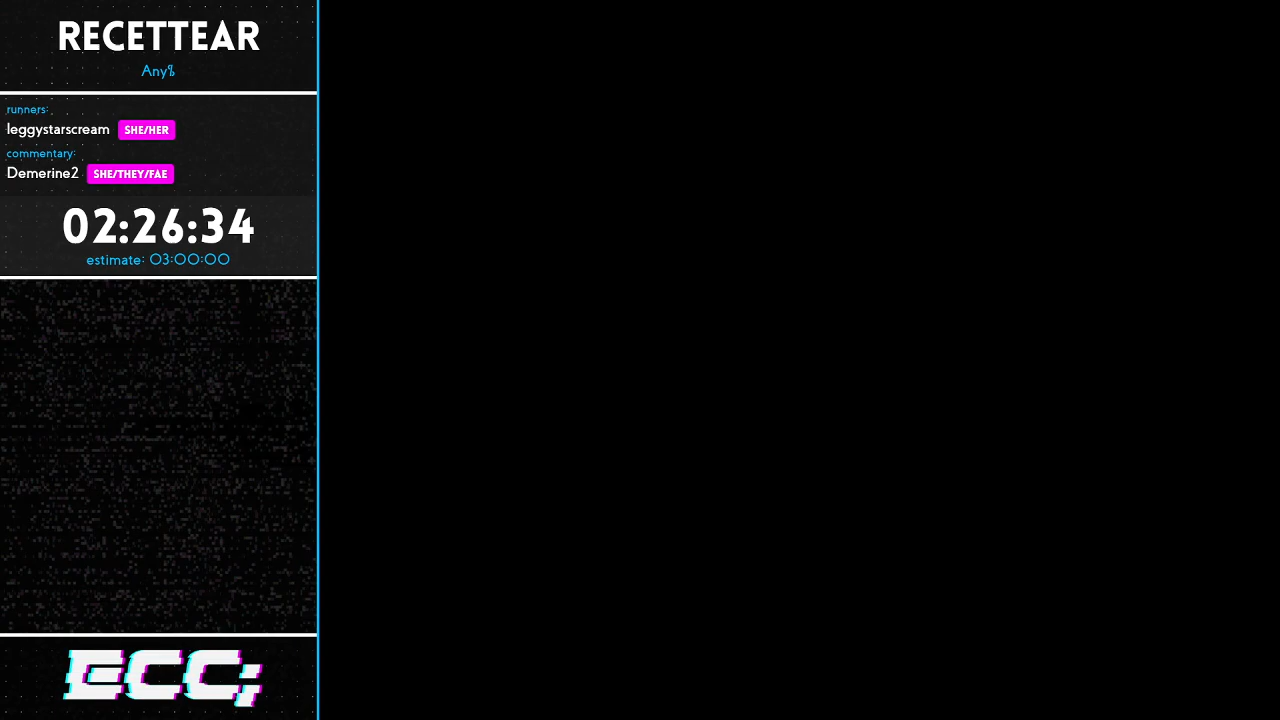 RECETTEAR
Any%
runners:
leggystarscream SHE/HER
commentary:
Demerine2 SHE/THEY/FAE
02:26:34
estimate: 03:00:00
ECC;